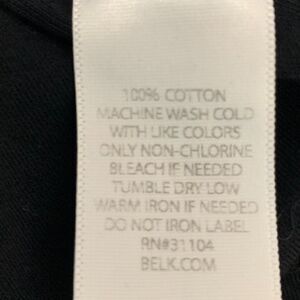 100% COTTON
MACHINE WASH COLD
WITH LIKE COLORS
ONLY NON-CHLORINE
BLEACH IF NEEDED
TUMBLE DRY LOW
WARM IRON IF NEEDED
DO NOT IRON LABEL
RN#31104
BELK.COM